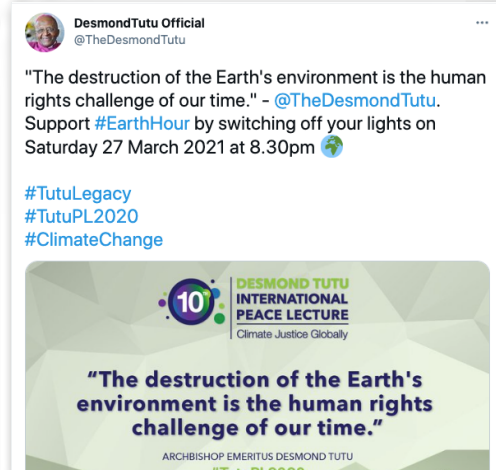 DesmondTutu Official
@TheDesmondTutu
"The destruction of the Earth's environment is the human
rights challenge of our time." - @TheDesmondTutu.
Support #EarthHour by switching off your lights on
Saturday 27 March 2021 at 8.30pm 🌍
#TutuLegacy
#TutuPL2020
#ClimateChange
10th
DESMOND TUTU
INTERNATIONAL
PEACE LECTURE
Climate Justice Globally
“The destruction of the Earth's
environment is the human rights
challenge of our time.”
ARCHBISHOP EMERITUS DESMOND TUTU